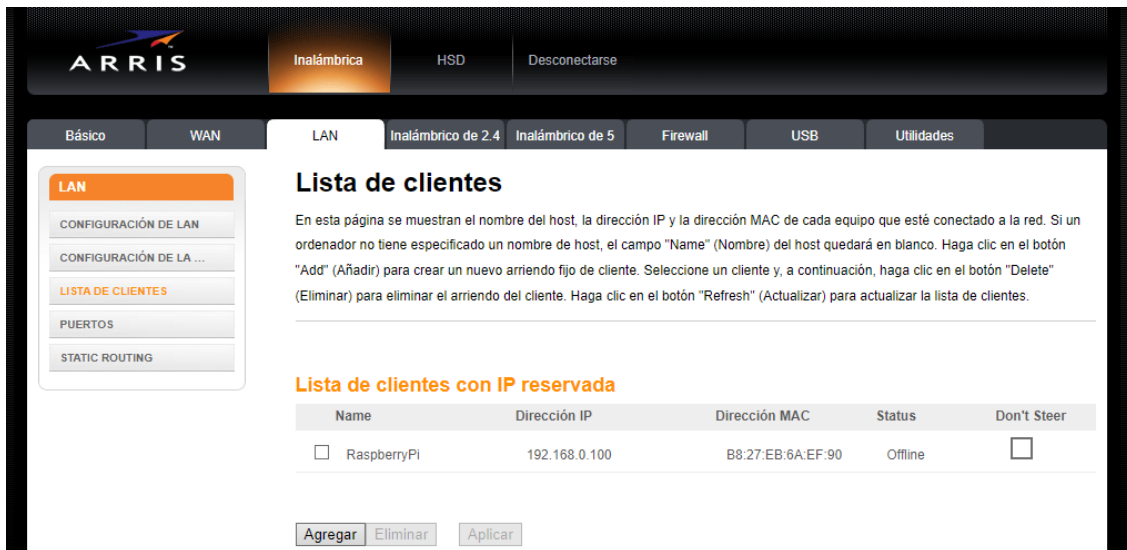 ARRIS
Inalámbrica HSD Desconectarse
Básico WAN LAN Inalámbrico de 2.4 Inalámbrico de 5 Firewall USB Utilidades
LAN
CONFIGURACIÓN DE LAN
CONFIGURACIÓN DE LA ...
LISTA DE CLIENTES
PUERTOS
STATIC ROUTING
Lista de clientes
En esta página se muestran el nombre del host, la dirección IP y la dirección MAC de cada equipo que esté conectado a la red. Si un
ordenador no tiene especificado un nombre de host, el campo "Name" (Nombre) del host quedará en blanco. Haga clic en el botón
"Add" (Añadir) para crear un nuevo arriendo fijo de cliente. Seleccione un cliente y, a continuación, haga clic en el botón "Delete"
(Eliminar) para eliminar el arriendo del cliente. Haga clic en el botón "Refresh" (Actualizar) para actualizar la lista de clientes.
Lista de clientes con IP reservada
Name Dirección IP Dirección MAC Status Don't Steer
RaspberryPi 192.168.0.100 B8:27:EB:6A:EF:90 Offline
Agregar Eliminar Aplicar